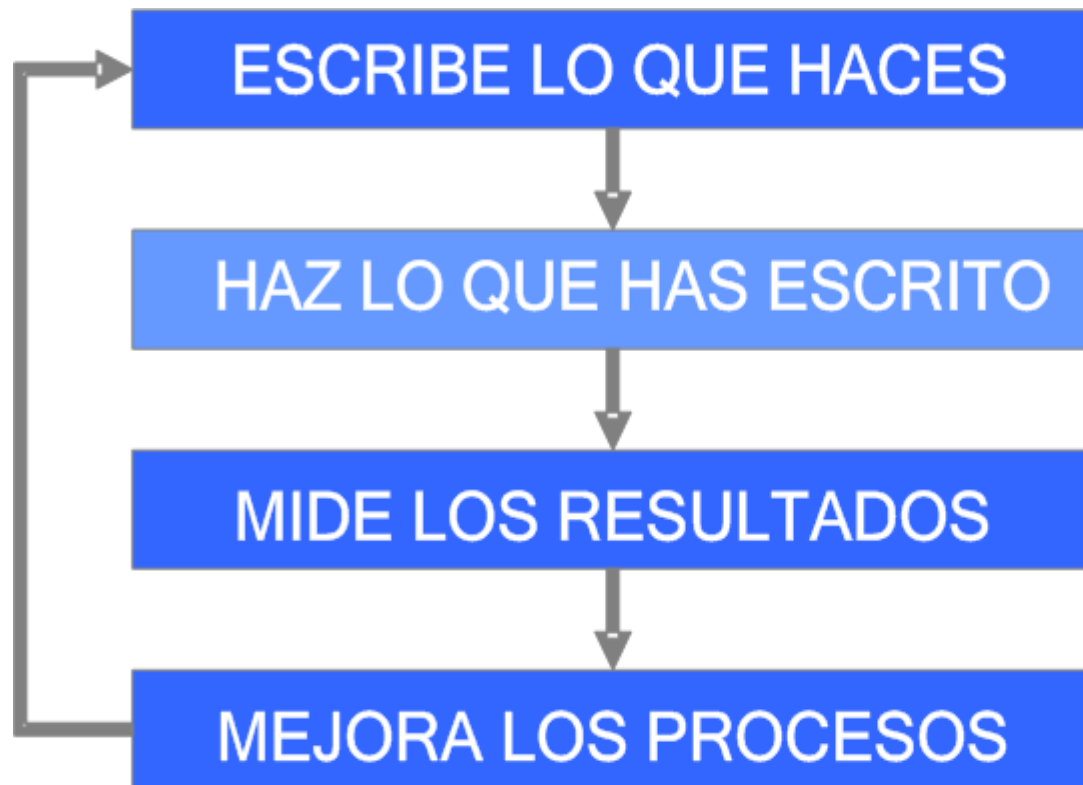 ESCRIBE LO QUE HACES
HAZ LO QUE HAS ESCRITO
MIDE LOS RESULTADOS
MEJORA LOS PROCESOS